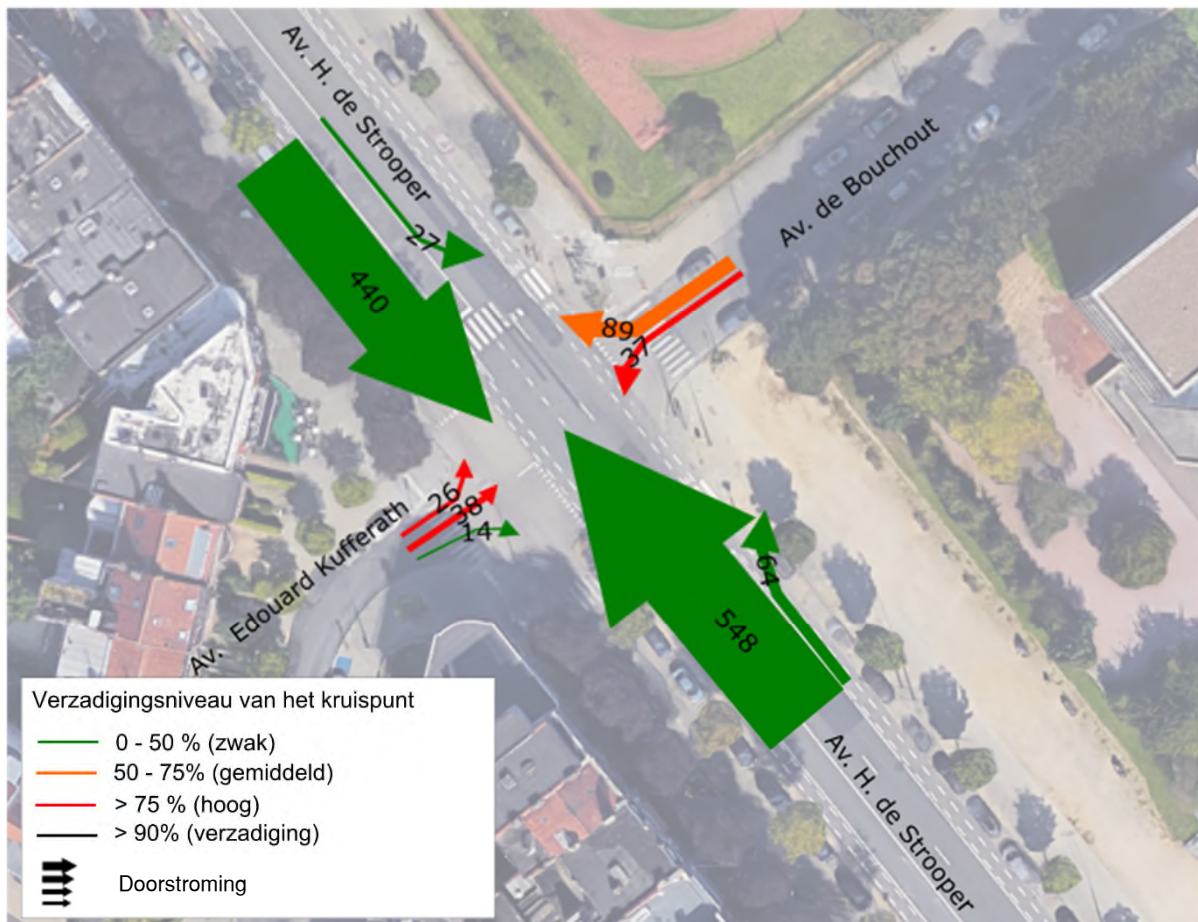 Av. H. de Strooper
Av. de Bouchout
27
440
89
37
26
38
14
Av. Edouard Kufferath
64
548
Av. H. de Strooper
Verzadigingsniveau van het kruispunt
0 - 50 % (zwak)
50 - 75% (gemiddeld)
> 75 % (hoog)
> 90% (verzadiging)
Doorstroming